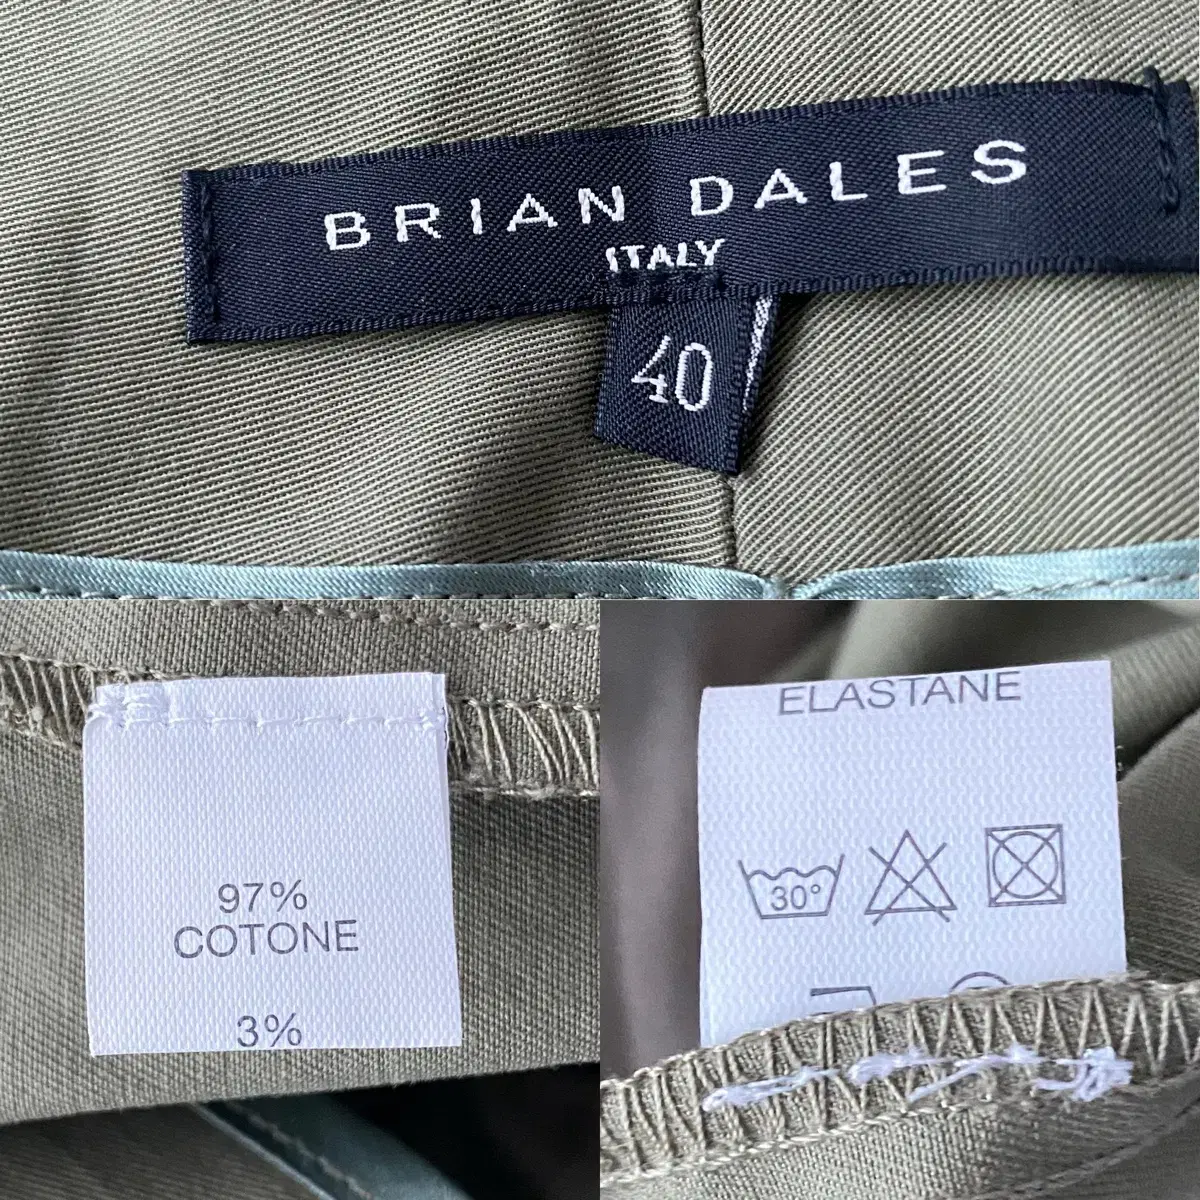 BRIAN DALES
ITALY
40
97%
COTONE
3%
ELASTANE
30°